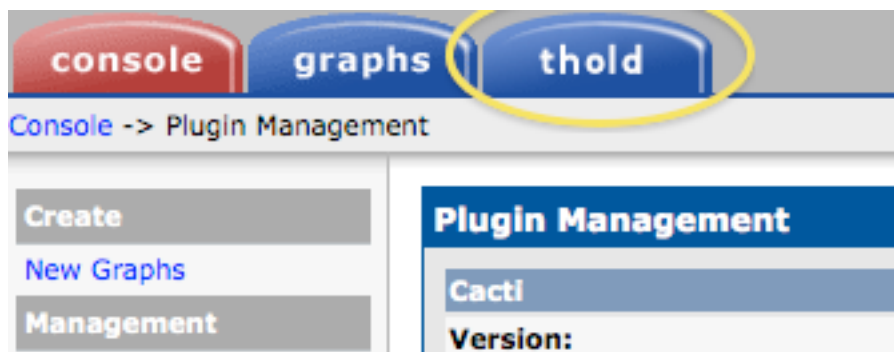 console graphs thold
Console -> Plugin Management
Create
New Graphs
Management
Plugin Management
Cacti
Version: